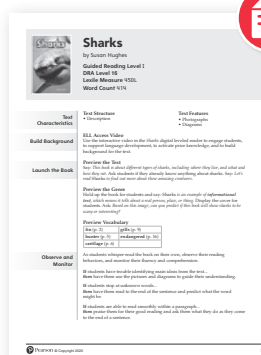 Sharks
Sharks
by Susan Hughes
Guided Reading Level I
DRA Level 16
Lexile Measure 450L
Word Count 414
Text Characteristics
Text Structure
• Description
Text Features
• Photographs
• Diagrams
Build Background
ELL Access Video
Use the interactive video in the Sharks digital leveled reader to engage students,
to support language development, to activate prior knowledge, and to build
background for the text.
Launch the Book
Preview the Text
Say: This book is about different types of sharks, including where they live, and what and
how they eat. Ask students if they already know anything about sharks. Say: Let's
read Sharks to find out more about these amazing creatures.
Preview the Genre
Hold up the book for students and say: Sharks is an example of informational
text, which means it tells about a real person, place, or thing. Display the cover for
students. Ask: Based on this image, can you predict if this book will show sharks to be
scary or interesting?
Preview Vocabulary
fin (p. 2)
gills (p. 9)
hunter (p. 5)
endangered (p. 16)
cartilage (p. 6)
Observe and Monitor
As students whisper-read the book on their own, observe their reading
behaviors, and monitor their fluency and comprehension.
If students have trouble identifying main ideas from the text...
then have them use the pictures and diagrams to guide their understanding.
If students stop at unknown words...
then have them read to the end of the sentence and predict what the word
might be.
If students are able to read smoothly within a paragraph...
then praise them for their good reading and ask them what they do as they come
to the end of a sentence.
Pearson © Copyright 2020